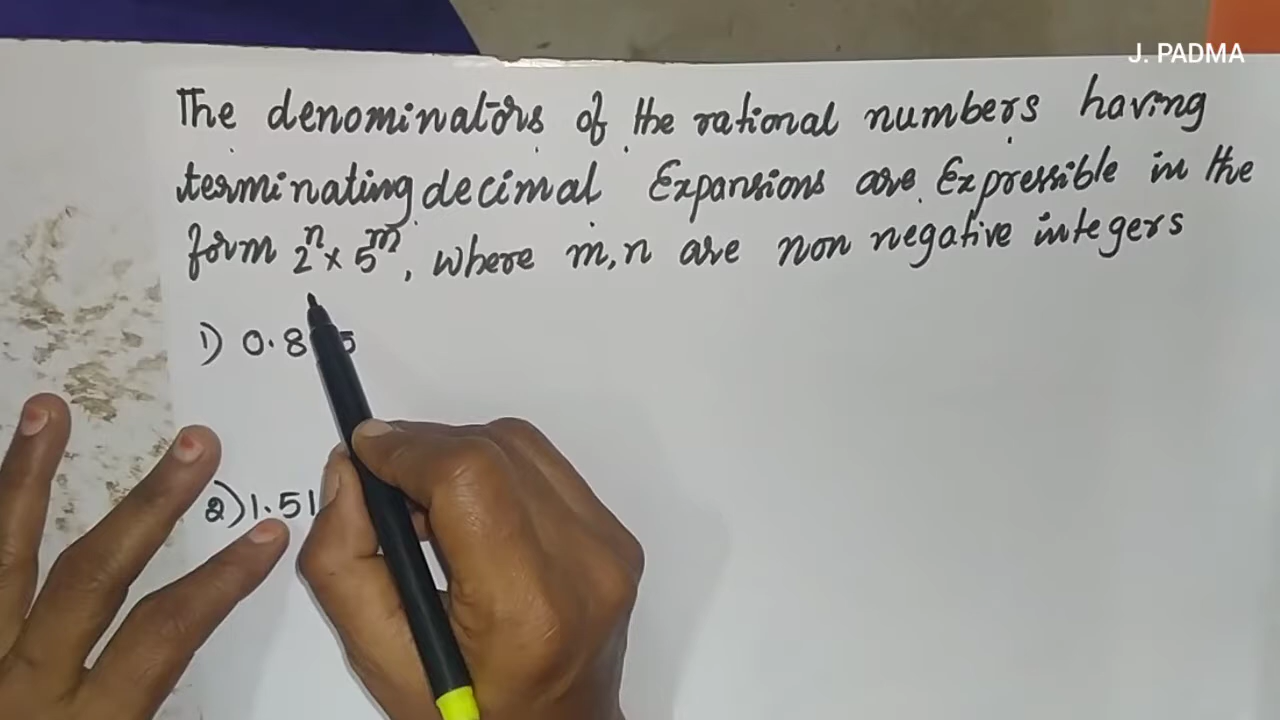 J. PADMA
The denominators of the rational numbers having
terminating decimal Expansions are Expressible in the
form 2ⁿ × 5ᵐ, where m,n are non negative integers
1) 0.8
2) 1.51